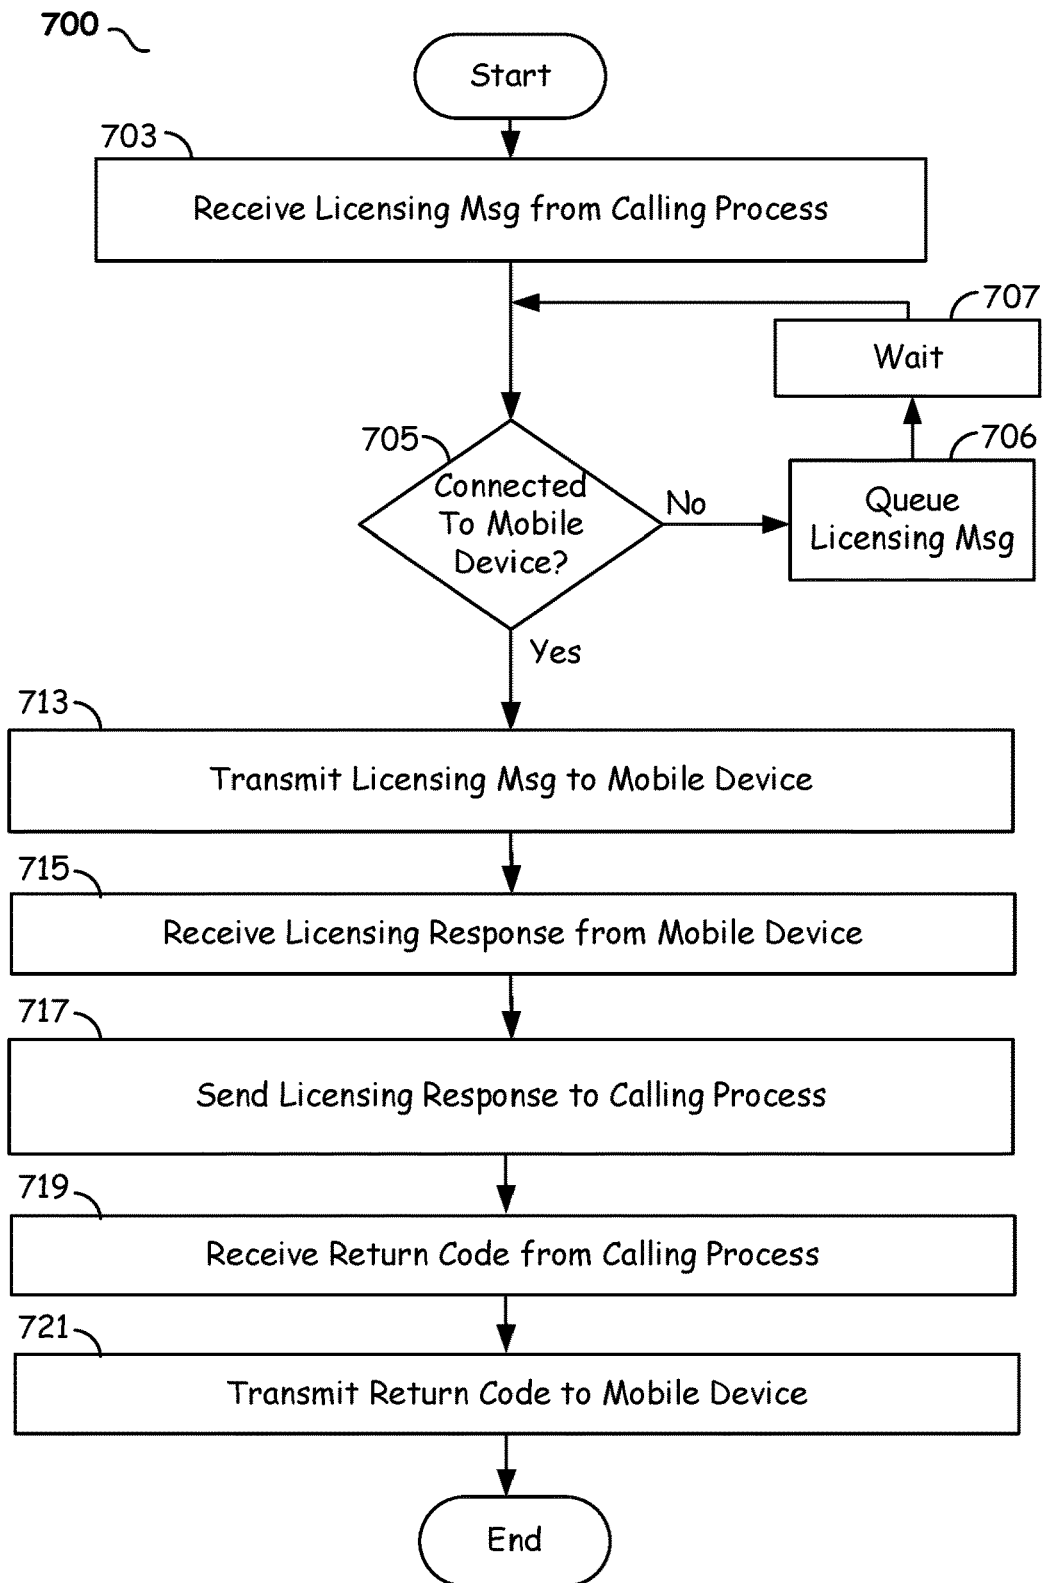 700
Start
703
Receive Licensing Msg from Calling Process
707
Wait
705
706
Connected
To Mobile
Device?
No
Queue
Licensing Msg
Yes
713
Transmit Licensing Msg to Mobile Device
715
Receive Licensing Response from Mobile Device
717
Send Licensing Response to Calling Process
719
Receive Return Code from Calling Process
721
Transmit Return Code to Mobile Device
End